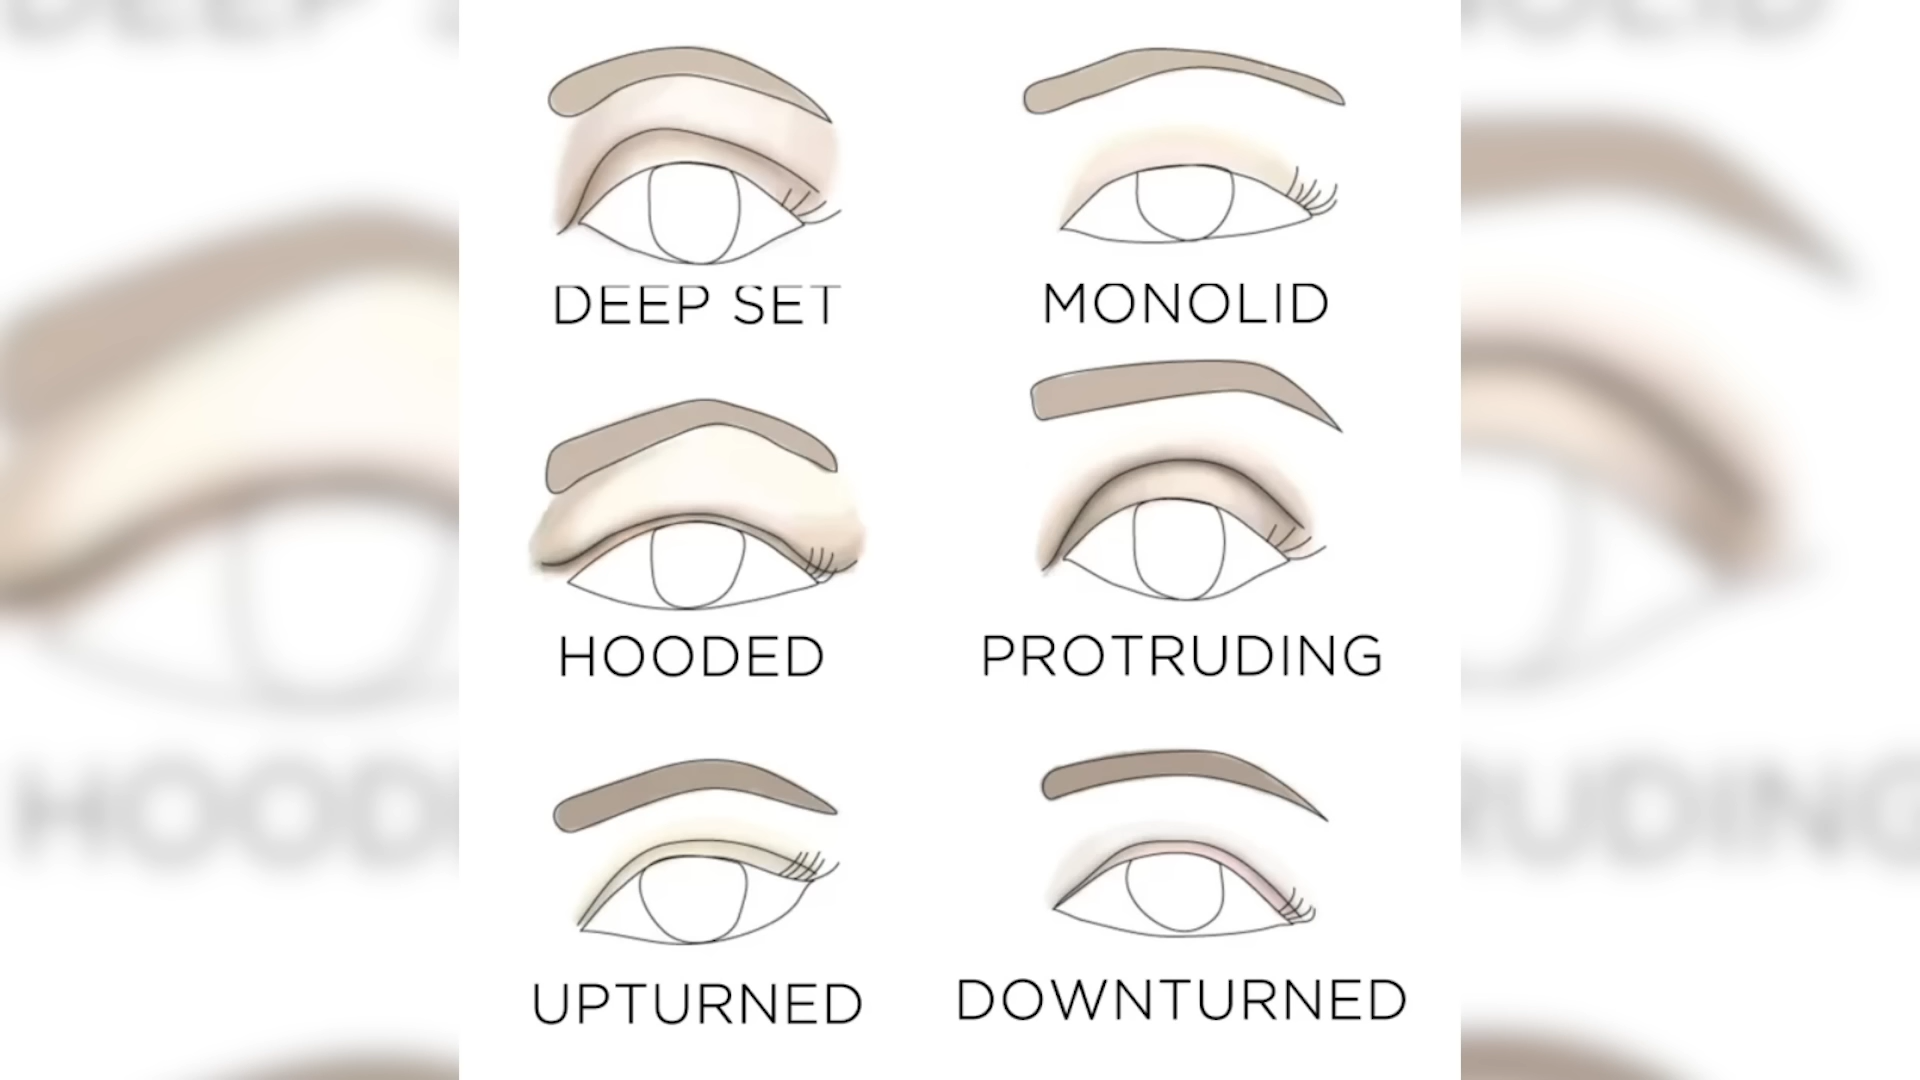 DEEP SET
MONOLID
HOODED
PROTRUDING
UPTURNED
DOWNTURNED